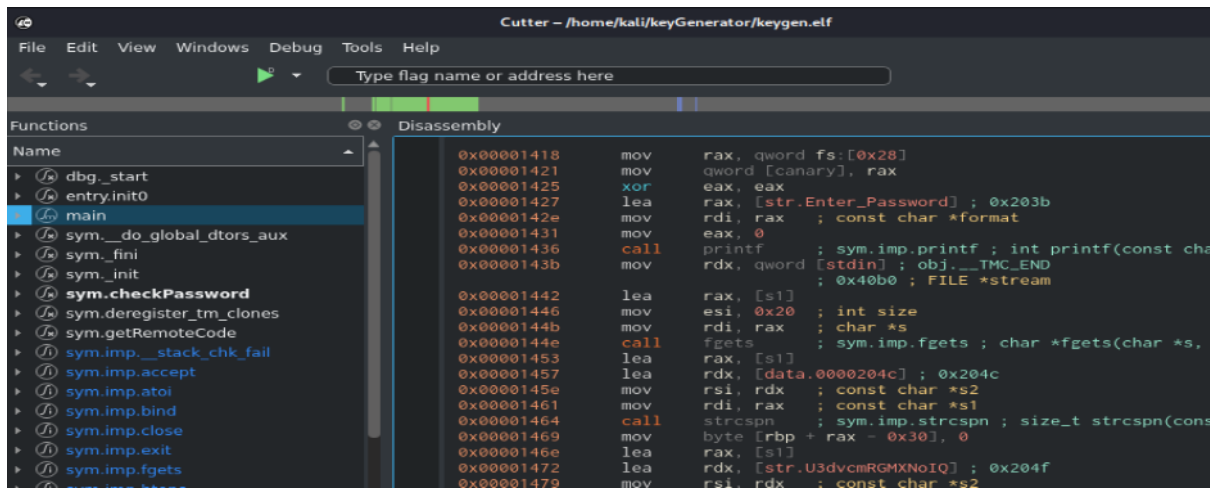 Cutter – /home/kali/keyGenerator/keygen.elf
File Edit View Windows Debug Tools Help
Type flag name or address here
Functions
Name
dbg._start
entry.init0
main
sym.__do_global_dtors_aux
sym._fini
sym._init
sym.checkPassword
sym.deregister_tm_clones
sym.getRemoteCode
sym.imp.__stack_chk_fail
sym.imp.accept
sym.imp.atoi
sym.imp.bind
sym.imp.close
sym.imp.exit
sym.imp.fgets
Disassembly
0x00001418 mov rax, qword fs:[0x28]
0x00001421 mov qword [canary], rax
0x00001425 xor eax, eax
0x00001427 lea rax, [str.Enter_Password] ; 0x203b
0x0000142e mov rdi, rax ; const char *format
0x00001431 mov eax, 0
0x00001436 call printf ; sym.imp.printf ; int printf(const cha
0x0000143b mov rdx, qword [stdin] ; obj.__TMC_END
; 0x40b0 ; FILE *stream
0x00001442 lea rax, [s1]
0x00001446 mov esi, 0x20 ; int size
0x0000144b mov rdi, rax ; char *s
0x0000144e call fgets ; sym.imp.fgets ; char *fgets(char *s,
0x00001453 lea rax, [s1]
0x00001457 lea rdx, [data.0000204c] ; 0x204c
0x0000145e mov rsi, rdx ; const char *s2
0x00001461 mov rdi, rax ; const char *s1
0x00001464 call strcspn ; sym.imp.strcspn ; size_t strcspn(cons
0x00001469 mov byte [rbp + rax - 0x30], 0
0x0000146e lea rax, [s1]
0x00001472 lea rdx, [str.U3dvcmRGMXNoIQ] ; 0x204f
0x00001479 mov rsi, rdx ; const char *s2